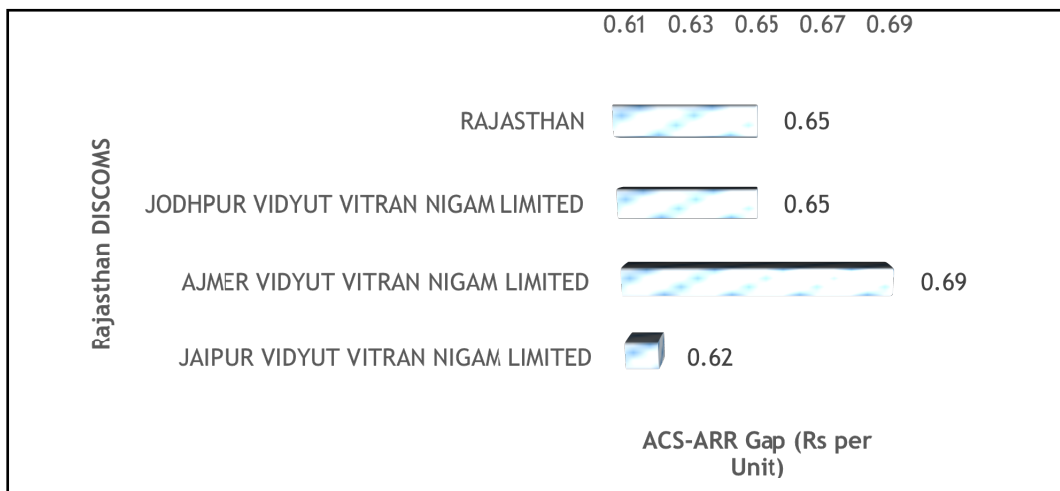 0.61 0.63 0.65 0.67 0.69
Rajasthan DISCOMS
RAJASTHAN 0.65
JODHPUR VIDYUT VITRAN NIGAM LIMITED 0.65
AJMER VIDYUT VITRAN NIGAM LIMITED 0.69
JAIPUR VIDYUT VITRAN NIGAM LIMITED 0.62
ACS-ARR Gap (Rs per
Unit)